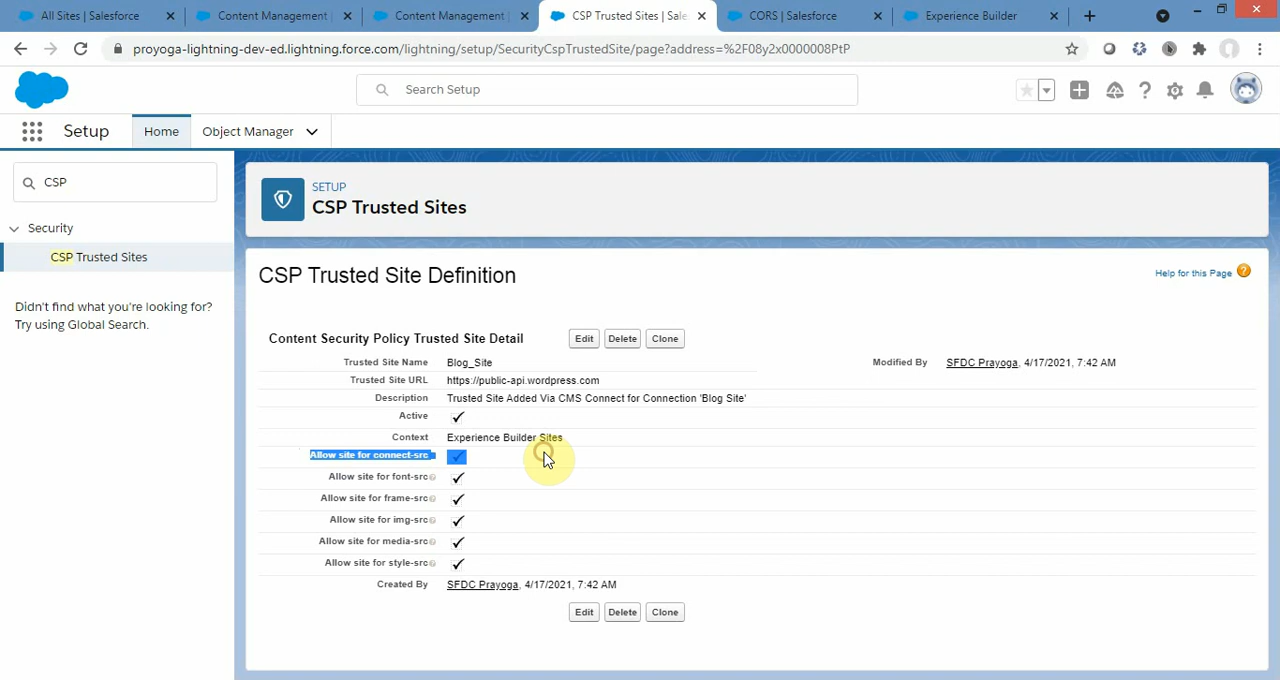 All Sites | Salesforce
Content Management
Content Management
CSP Trusted Sites | Sales
CORS | Salesforce
Experience Builder
proyoga-lightning-dev-ed.lightning.force.com/lightning/setup/SecurityCspTrustedSite/page?address=%2F08y2x0000008PtP
Search Setup
Setup
Home
Object Manager
CSP
SETUP
CSP Trusted Sites
Security
CSP Trusted Sites
Didn't find what you're looking for?
Try using Global Search.
CSP Trusted Site Definition
Help for this Page
Content Security Policy Trusted Site Detail
Edit
Delete
Clone
Trusted Site Name Blog_Site
Modified By SFDC Prayoga, 4/17/2021, 7:42 AM
Trusted Site URL https://public-api.wordpress.com
Description Trusted Site Added Via CMS Connect for Connection 'Blog Site'
Active
Context Experience Builder Sites
Allow site for connect-src
Allow site for font-src
Allow site for frame-src
Allow site for img-src
Allow site for media-src
Allow site for style-src
Created By SFDC Prayoga, 4/17/2021, 7:42 AM
Edit
Delete
Clone